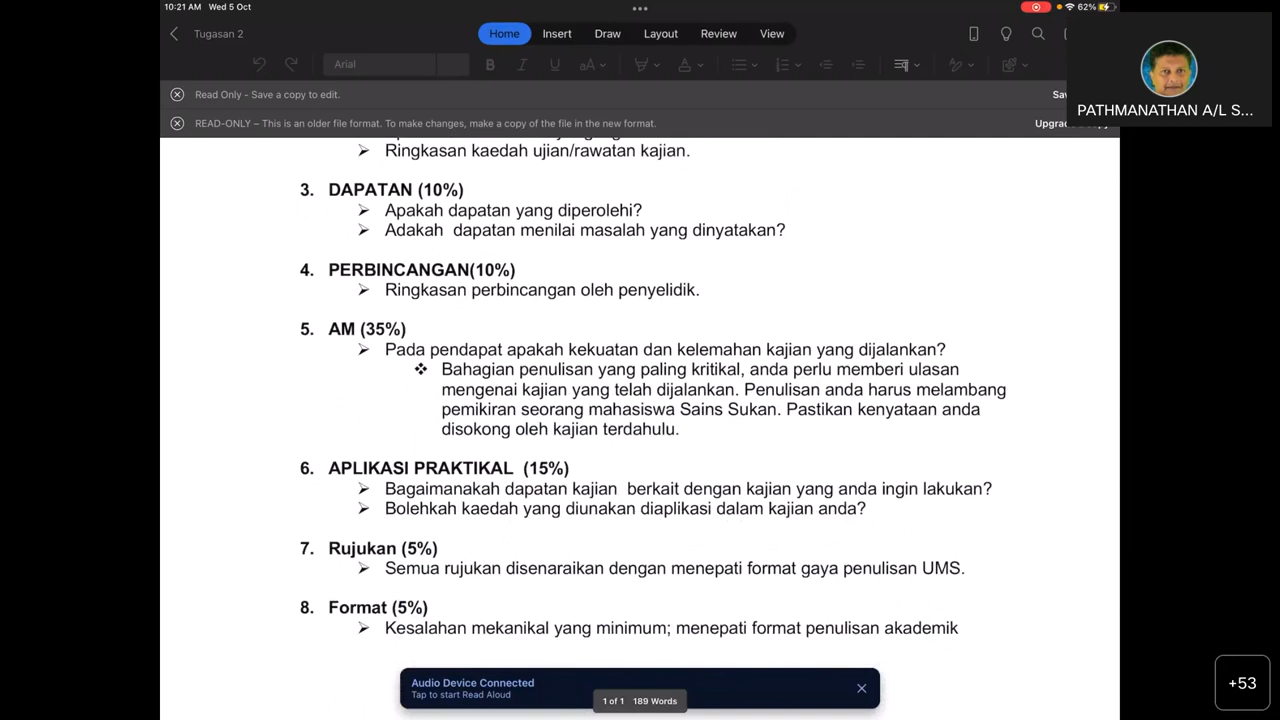 10:21 AM Wed 5 Oct
62%
Tugasan 2
Home Insert Draw Layout Review View
Arial
Read Only - Save a copy to edit.
READ-ONLY – This is an older file format. To make changes, make a copy of the file in the new format.
PATHMANATHAN A/L S...
Ringkasan kaedah ujian/rawatan kajian.
3. DAPATAN (10%)
Apakah dapatan yang diperolehi?
Adakah dapatan menilai masalah yang dinyatakan?
4. PERBINCANGAN(10%)
Ringkasan perbincangan oleh penyelidik.
5. AM (35%)
Pada pendapat apakah kekuatan dan kelemahan kajian yang dijalankan?
Bahagian penulisan yang paling kritikal, anda perlu memberi ulasan
mengenai kajian yang telah dijalankan. Penulisan anda harus melambang
pemikiran seorang mahasiswa Sains Sukan. Pastikan kenyataan anda
disokong oleh kajian terdahulu.
6. APLIKASI PRAKTIKAL (15%)
Bagaimanakah dapatan kajian berkait dengan kajian yang anda ingin lakukan?
Bolehkah kaedah yang diunakan diaplikasi dalam kajian anda?
7. Rujukan (5%)
Semua rujukan disenaraikan dengan menepati format gaya penulisan UMS.
8. Format (5%)
Kesalahan mekanikal yang minimum; menepati format penulisan akademik
Audio Device Connected
Tap to start Read Aloud
1 of 1 189 Words
+53